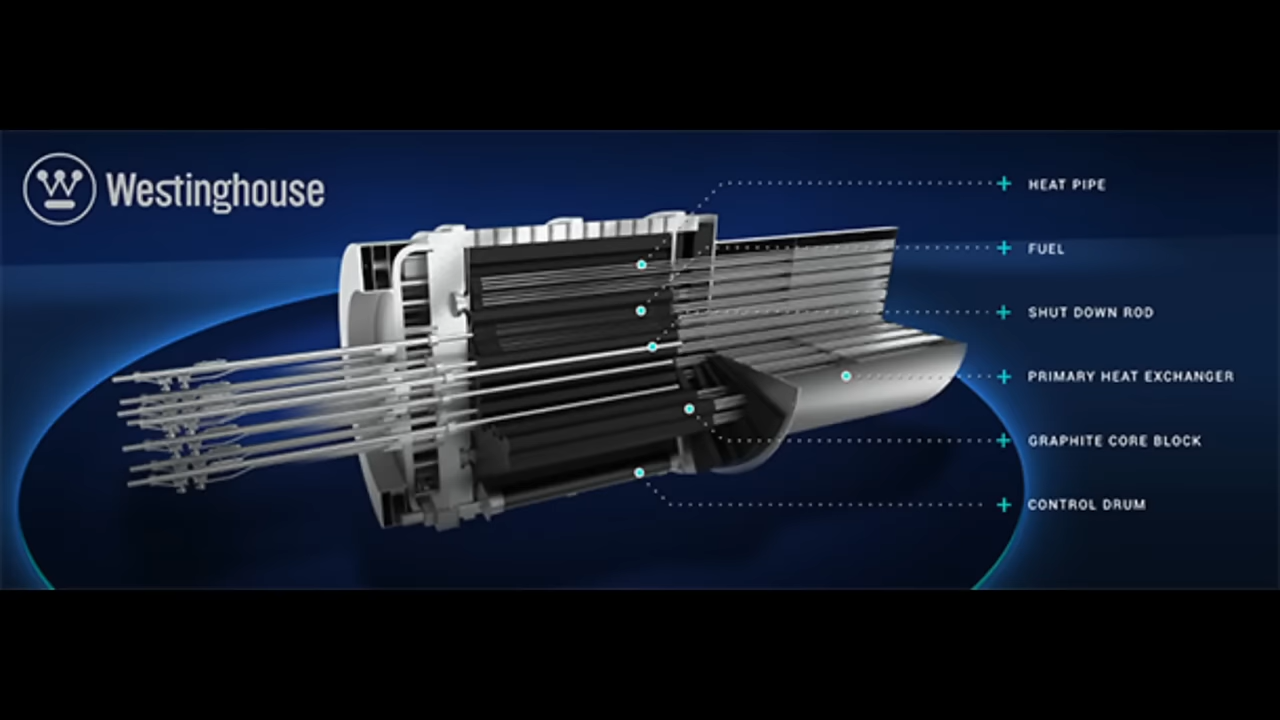 Westinghouse
HEAT PIPE
FUEL
SHUT DOWN ROD
PRIMARY HEAT EXCHANGER
GRAPHITE CORE BLOCK
CONTROL DRUM